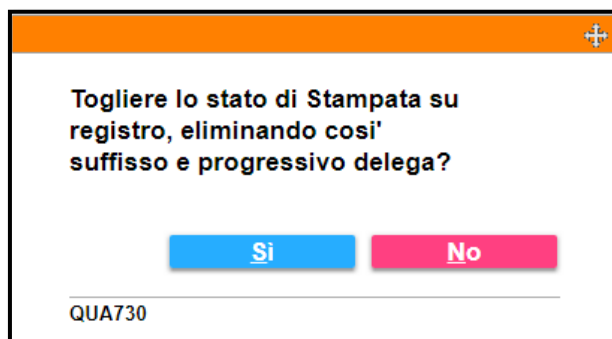 Togliere lo stato di Stampata su
registro, eliminando cosi'
suffisso e progressivo delega?
Sì No
QUA730